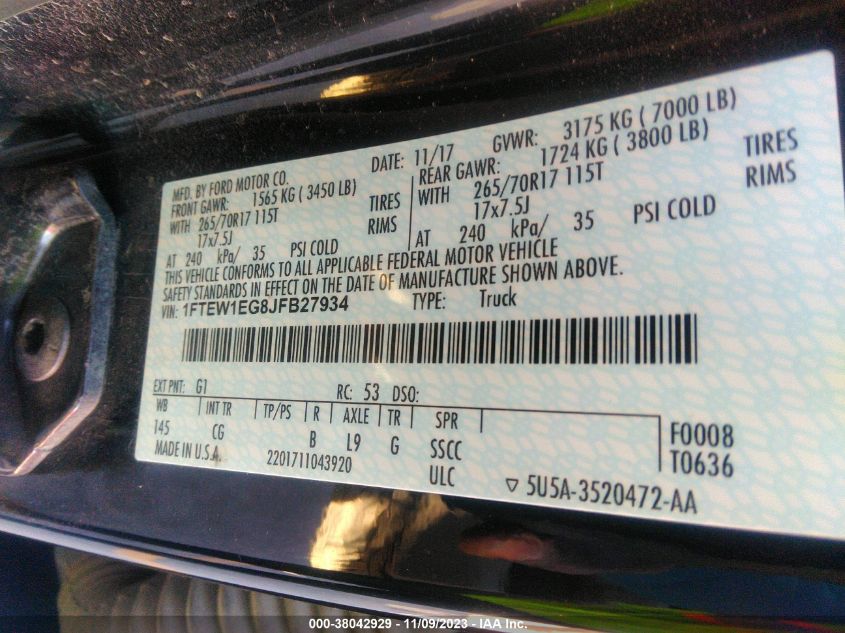 MFD. BY FORD MOTOR CO.
DATE: 11/17 GVWR: 3175 KG ( 7000 LB)
FRONT GAWR: 1565 KG ( 3450 LB)
WITH 265/70R17 115T TIRES
17x7.5J RIMS
AT 240 kPa/ 35 PSI COLD
REAR GAWR: 1724 KG ( 3800 LB)
WITH 265/70R17 115T TIRES
17x7.5J RIMS
AT 240 kPa/ 35 PSI COLD
THIS VEHICLE CONFORMS TO ALL APPLICABLE FEDERAL MOTOR VEHICLE
SAFETY STANDARDS IN EFFECT ON THE DATE OF MANUFACTURE SHOWN ABOVE.
VIN: 1FTEW1EG8JFB27934 TYPE: Truck
EXT PNT: G1 RC: 53 DSO:
WB INT TR TP/PS R AXLE TR SPR
145 CG B L9 G SSCC
F0008
T0636
MADE IN U.S.A. 2201711043920 ULC
▽ 5U5A-3520472-AA
000-38042929 - 11/09/2023 - IAA Inc.